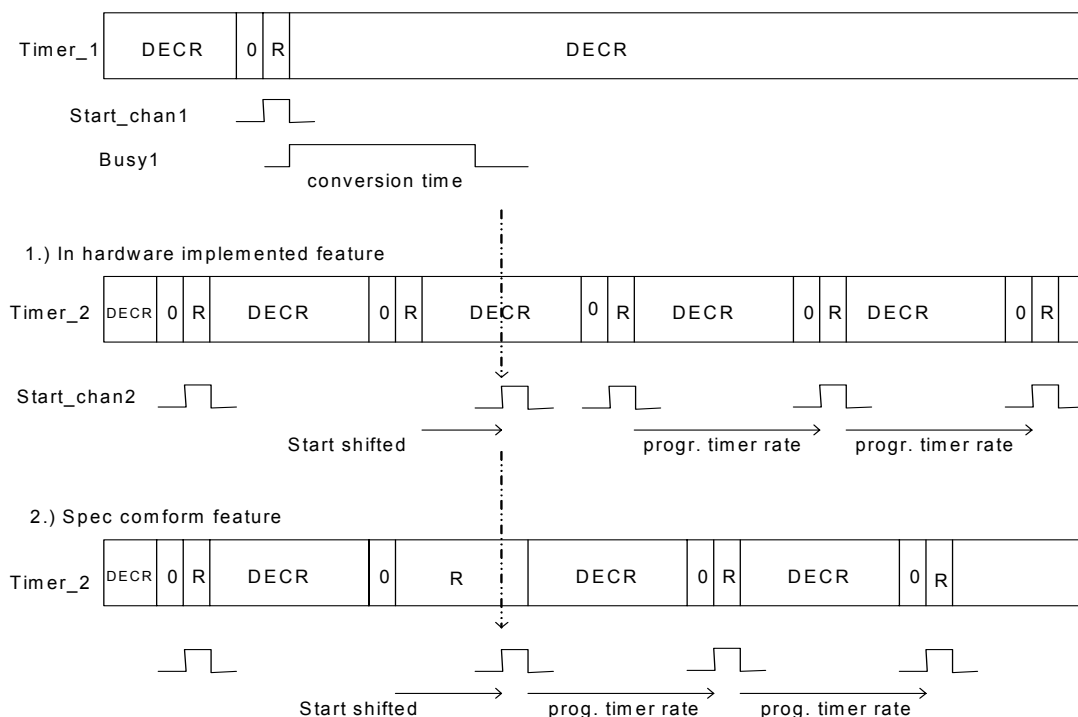 Timer_1 DECR 0 R DECR
Start_chan1
Busy1
conversion time
1.) In hardware implemented feature
Timer_2 DECR 0 R DECR 0 R DECR 0 R DECR 0 R DECR 0 R
Start_chan2
Start shifted progr. timer rate progr. timer rate
2.) Spec comform feature
Timer_2 DECR 0 R DECR 0 R DECR 0 R DECR 0 R
Start shifted prog. timer rate prog. timer rate